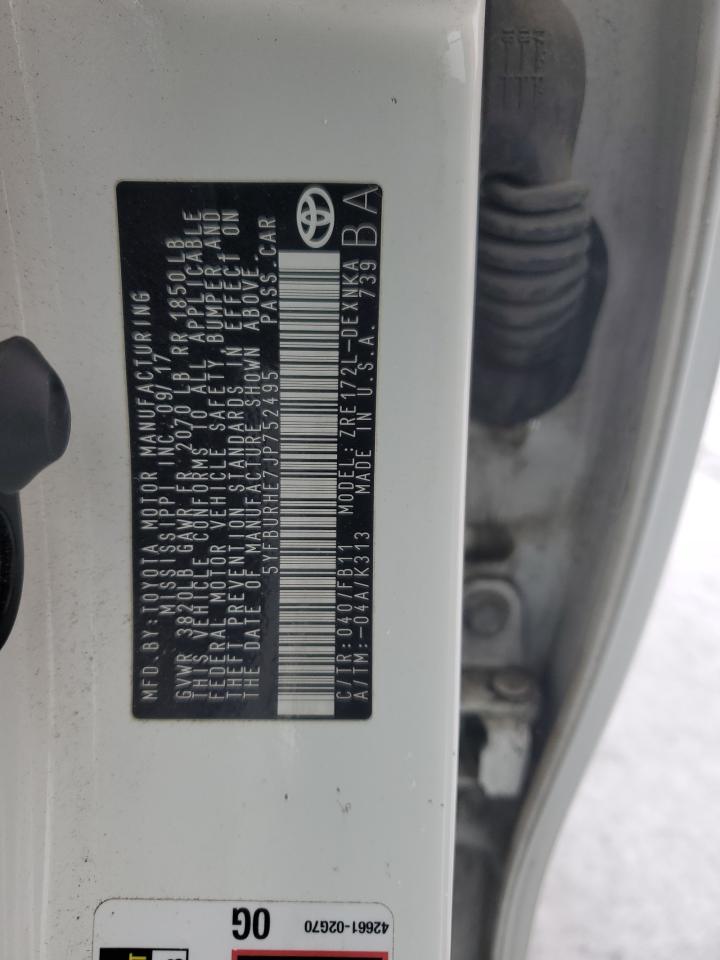 MFD. BY: TOYOTA MOTOR MANUFACTURING
MISSISSIPPI INC. 09/17
GVWR 3820LB GAWR FR 2070 LB RR 1850 LB
THIS VEHICLE CONFORMS TO ALL APPLICABLE
FEDERAL MOTOR VEHICLE SAFETY, BUMPER, AND
THEFT PREVENTION STANDARDS IN EFFECT ON
THE DATE OF MANUFACTURE SHOWN ABOVE.
5YFBURHE7JP752495 PASS. CAR
C/TR: 040/FB11 MODEL: ZRE172L-DEXNKA
A/TM: -04A/K313 MADE IN U.S.A. 739
BA
0G
42661-02G70